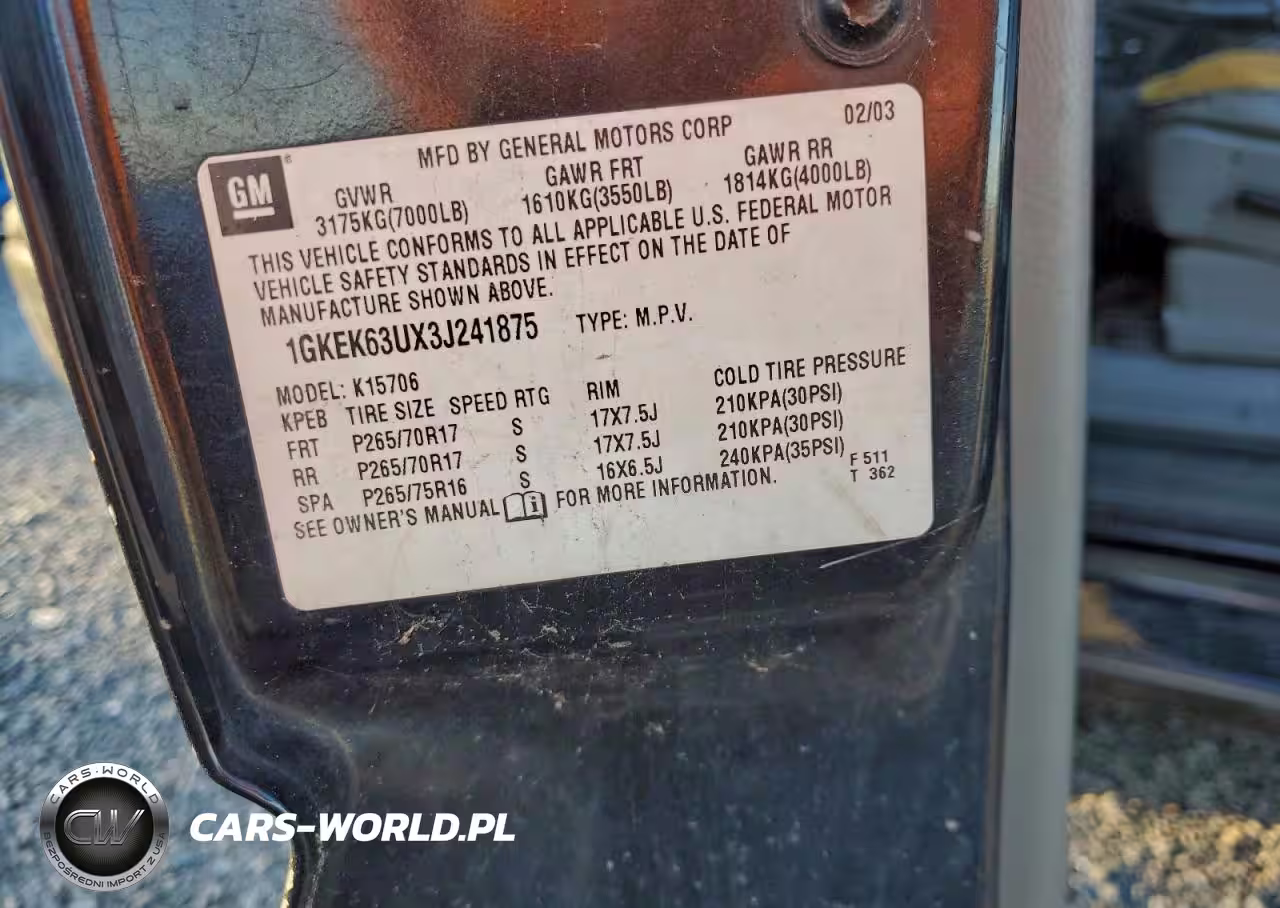 02/03
MFD BY GENERAL MOTORS CORP
GM®
GVWR GAWR FRT GAWR RR
3175KG(7000LB) 1610KG(3550LB) 1814KG(4000LB)
THIS VEHICLE CONFORMS TO ALL APPLICABLE U.S. FEDERAL MOTOR
VEHICLE SAFETY STANDARDS IN EFFECT ON THE DATE OF
MANUFACTURE SHOWN ABOVE.
1GKEK63UX3J241875 TYPE: M.P.V.
MODEL: K15706
KPEB TIRE SIZE SPEED RTG RIM COLD TIRE PRESSURE
FRT P265/70R17 S 17X7.5J 210KPA(30PSI)
RR P265/70R17 S 17X7.5J 210KPA(30PSI)
SPA P265/75R16 S 16X6.5J 240KPA(35PSI)
SEE OWNER'S MANUAL FOR MORE INFORMATION.
F 511
T 362
CARS-WORLD
CW
BEZPOŚREDNI IMPORT Z USA
CARS-WORLD.PL